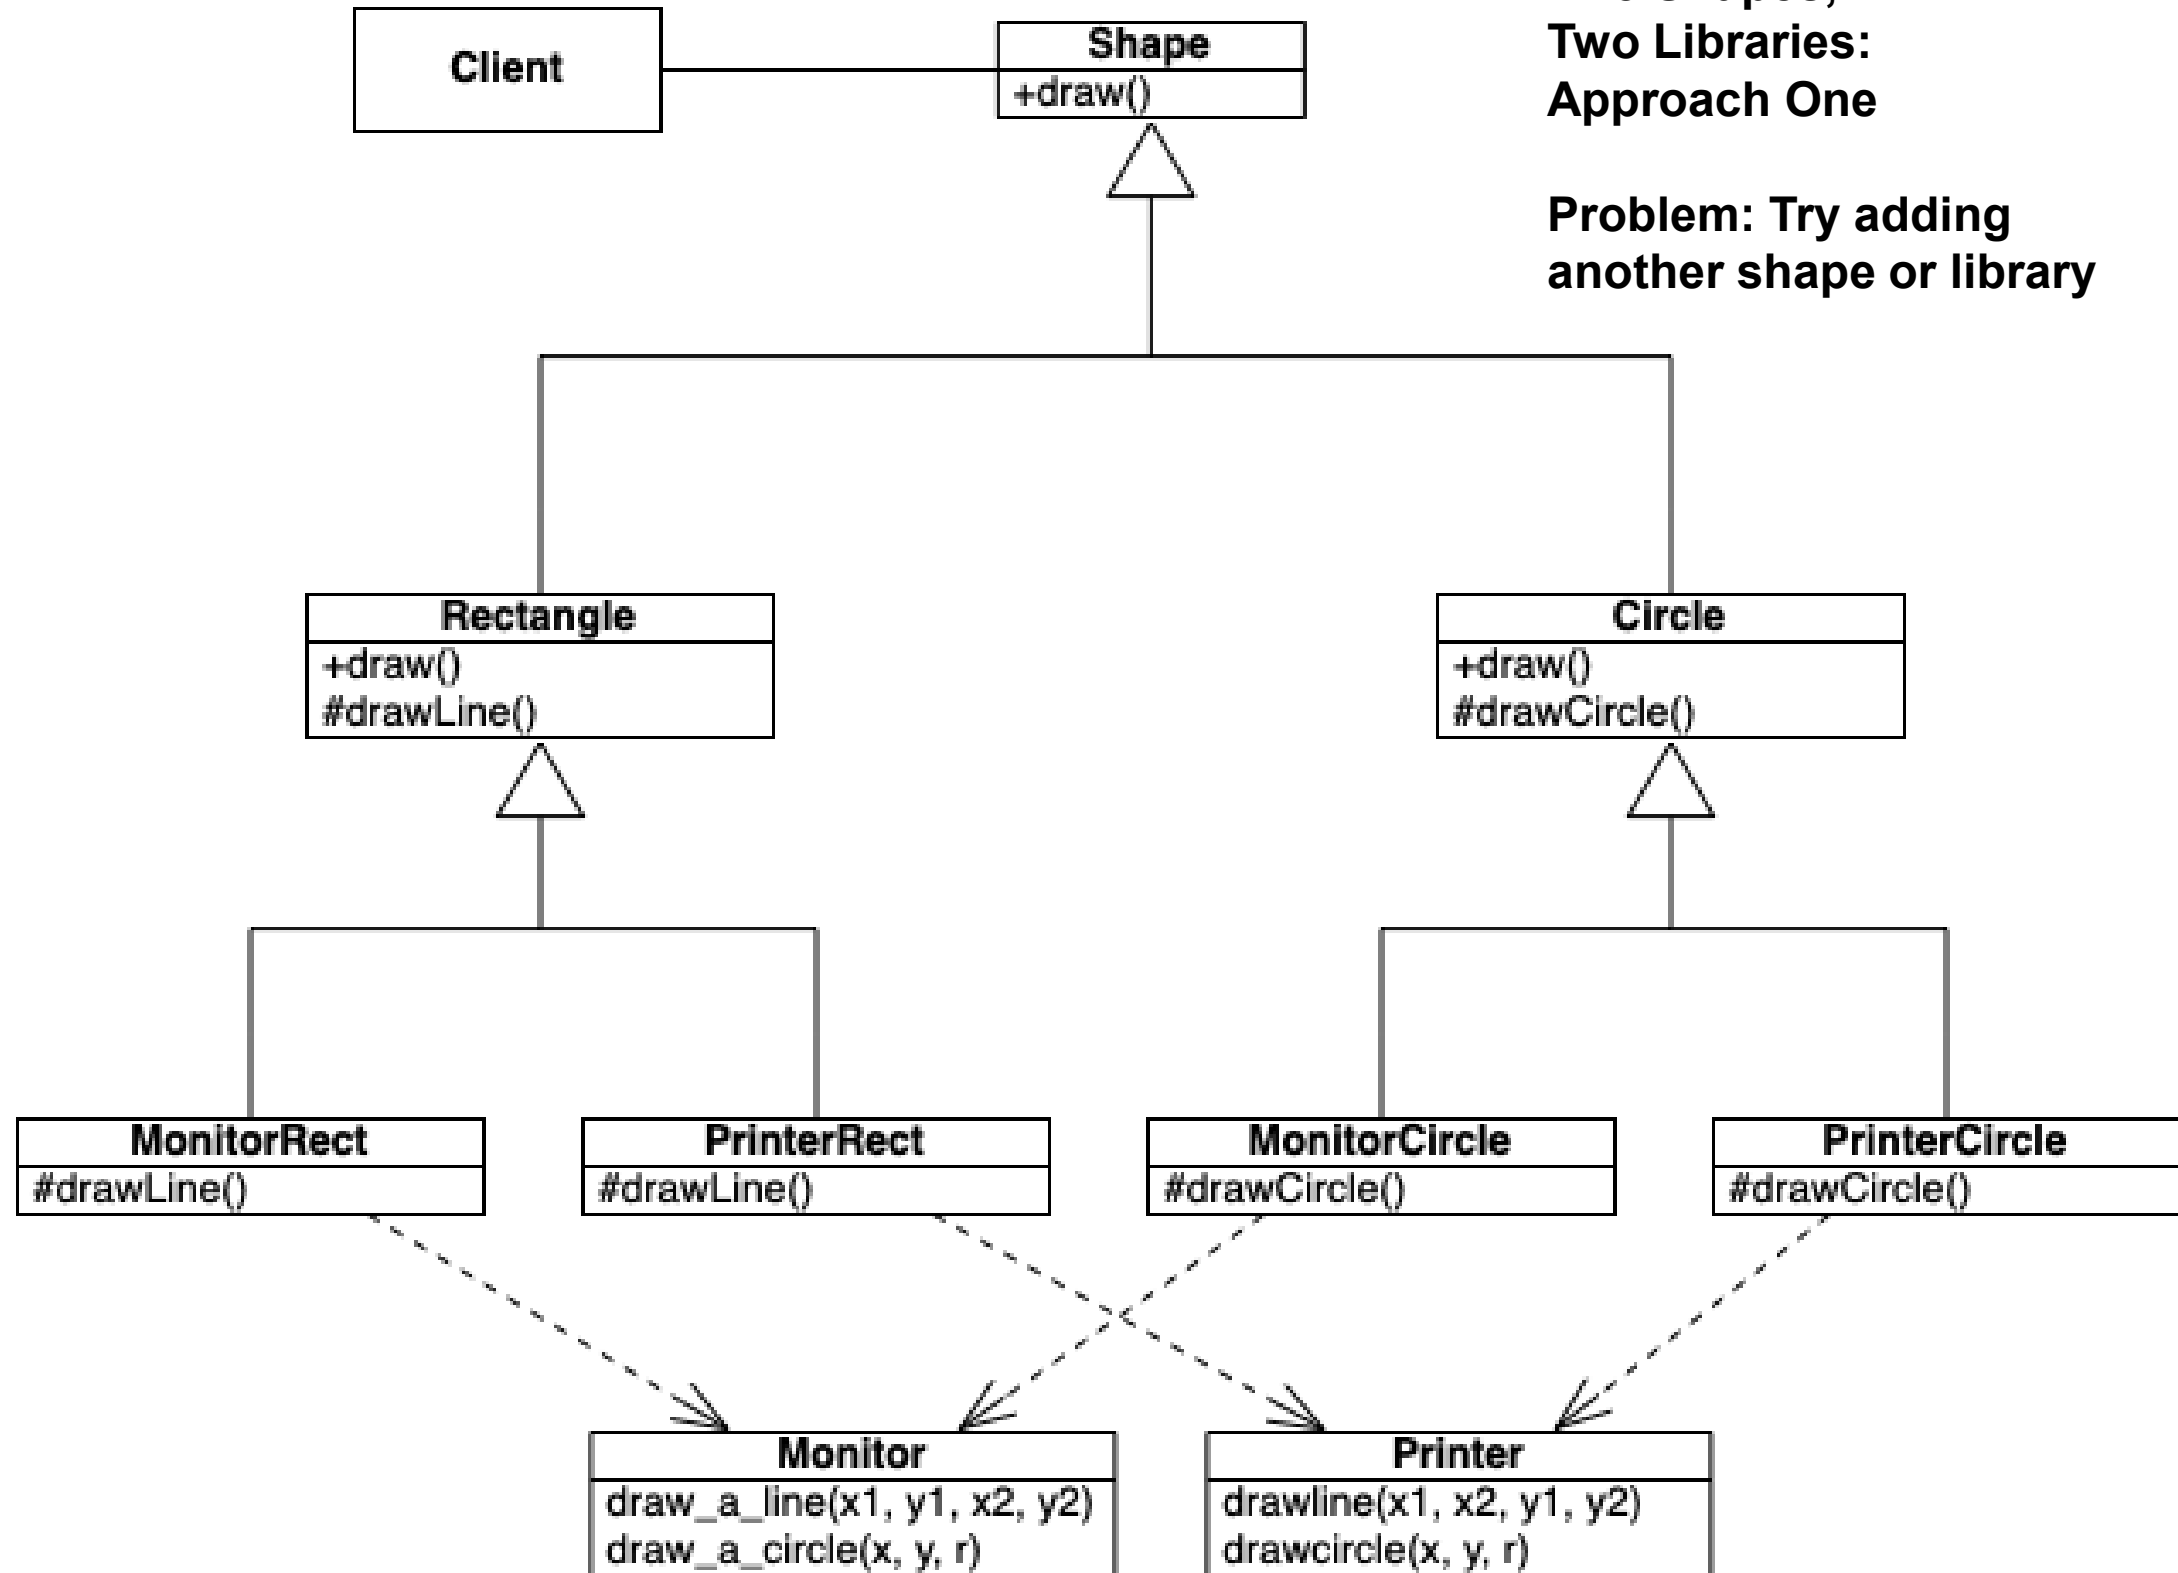 Two Libraries:
Approach One
Problem: Try adding
another shape or library
Client
Shape
+draw()
Rectangle
+draw()
#drawLine()
Circle
+draw()
#drawCircle()
MonitorRect
#drawLine()
PrinterRect
#drawLine()
MonitorCircle
#drawCircle()
PrinterCircle
#drawCircle()
Monitor
draw_a_line(x1, y1, x2, y2)
draw_a_circle(x, y, r)
Printer
drawline(x1, x2, y1, y2)
drawcircle(x, y, r)